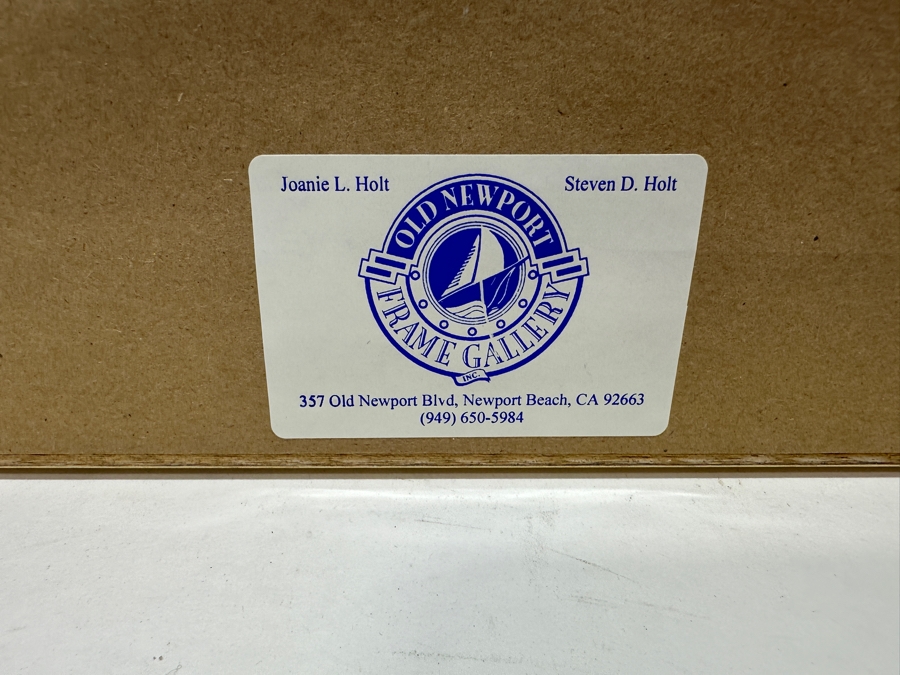 Joanie L. Holt
Steven D. Holt
OLD NEWPORT
FRAME GALLERY
INC.
357 Old Newport Blvd, Newport Beach, CA 92663
(949) 650-5984